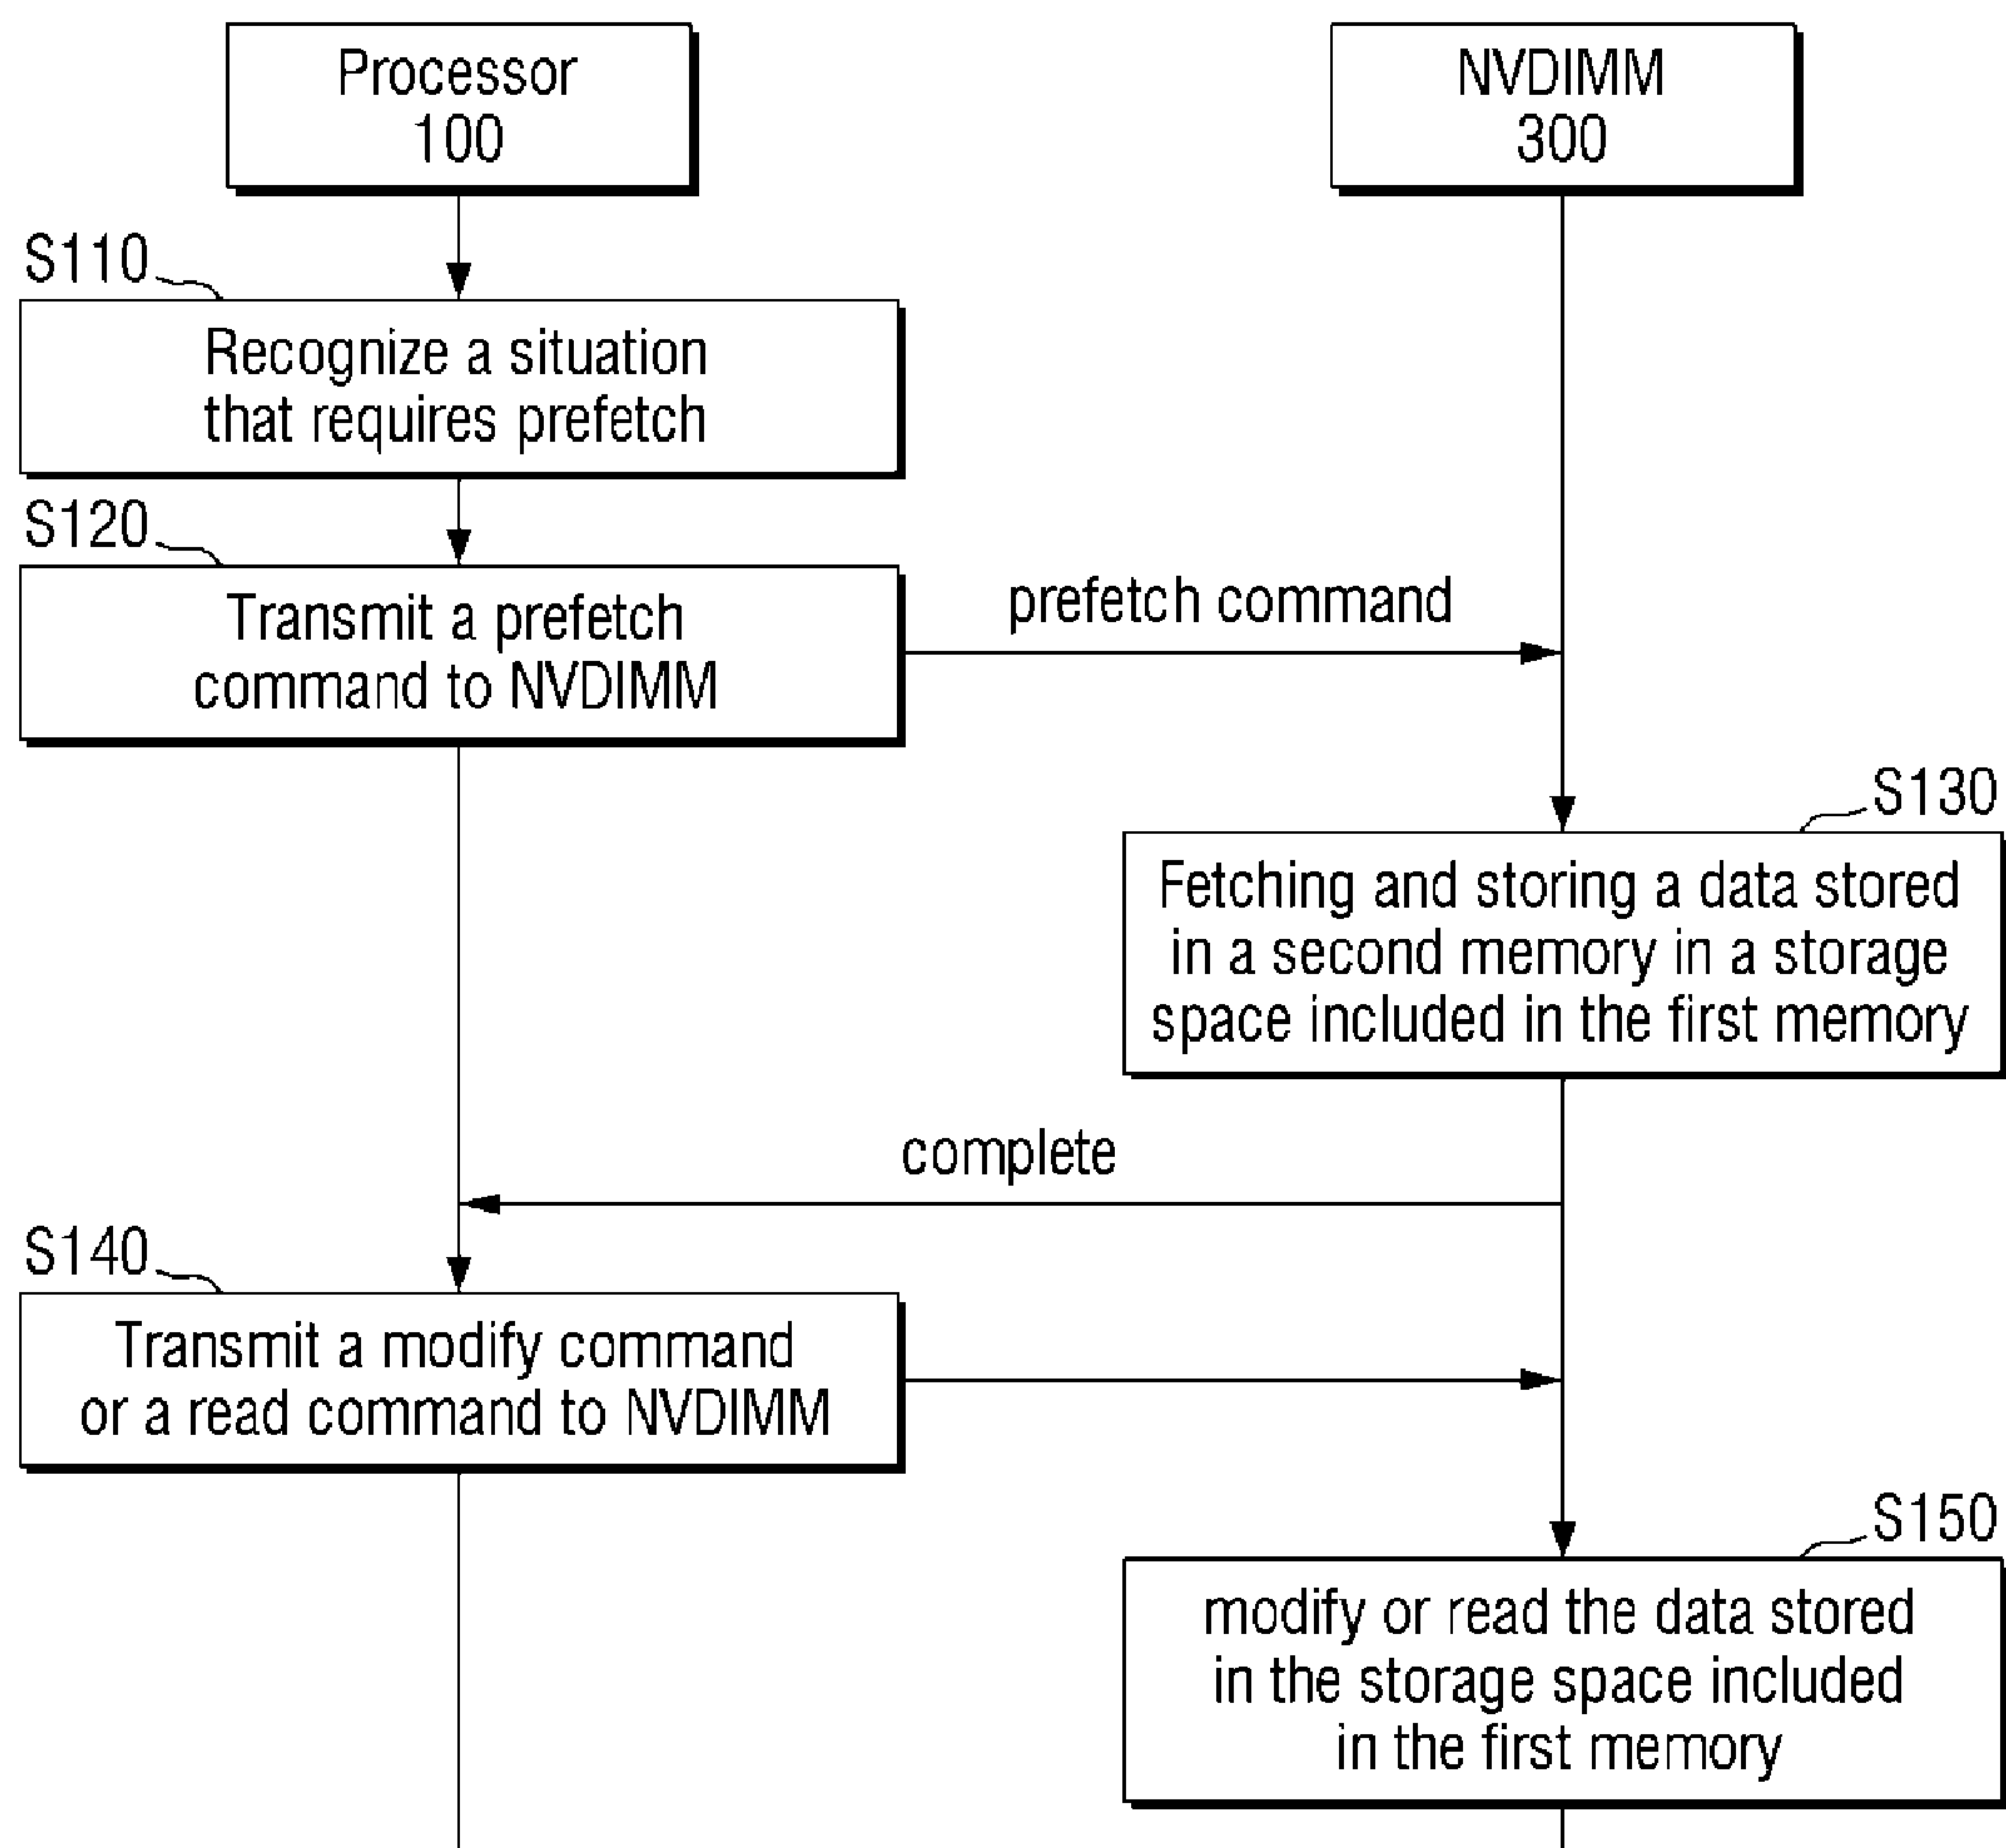 Processor
100
NVDIMM
300
S110
Recognize a situation
that requires prefetch
S120
Transmit a prefetch
command to NVDIMM
prefetch command
S130
Fetching and storing a data stored
in a second memory in a storage
space included in the first memory
complete
S140
Transmit a modify command
or a read command to NVDIMM
S150
modify or read the data stored
in the storage space included
in the first memory